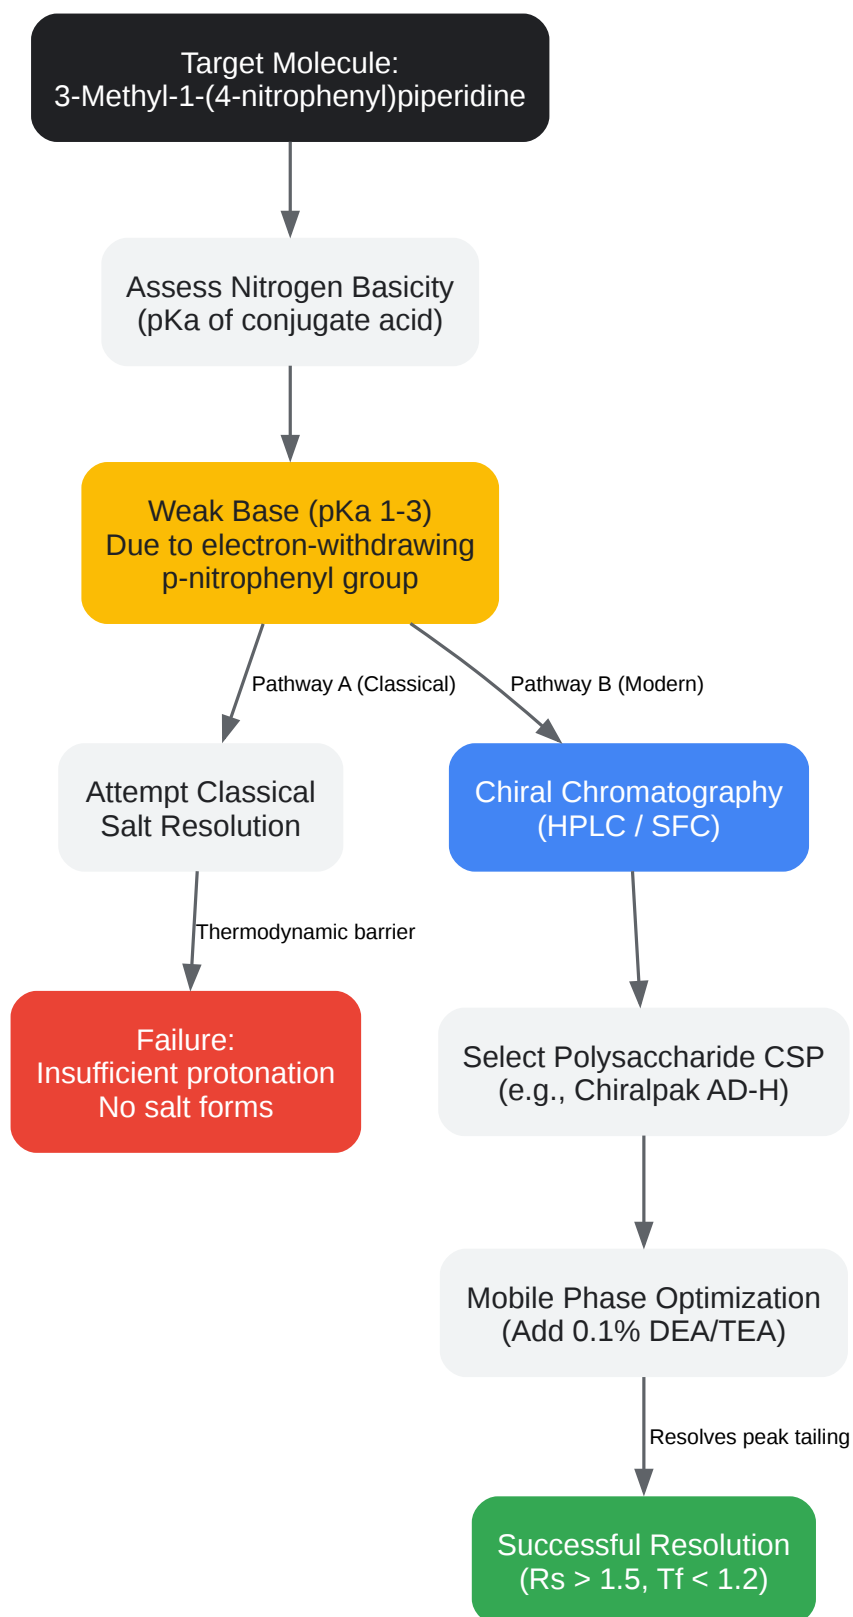 Target Molecule:
3-Methyl-1-(4-nitrophenyl)piperidine
Assess Nitrogen Basicity
(pKa of conjugate acid)
Weak Base (pKa 1-3)
Due to electron-withdrawing
p-nitrophenyl group
Pathway A (Classical)
Pathway B (Modern)
Attempt Classical
Salt Resolution
Chiral Chromatography
(HPLC / SFC)
Thermodynamic barrier
Failure:
Insufficient protonation
No salt forms
Select Polysaccharide CSP
(e.g., Chiralpak AD-H)
Mobile Phase Optimization
(Add 0.1% DEA/TEA)
Resolves peak tailing
Successful Resolution
(Rs > 1.5, Tf < 1.2)